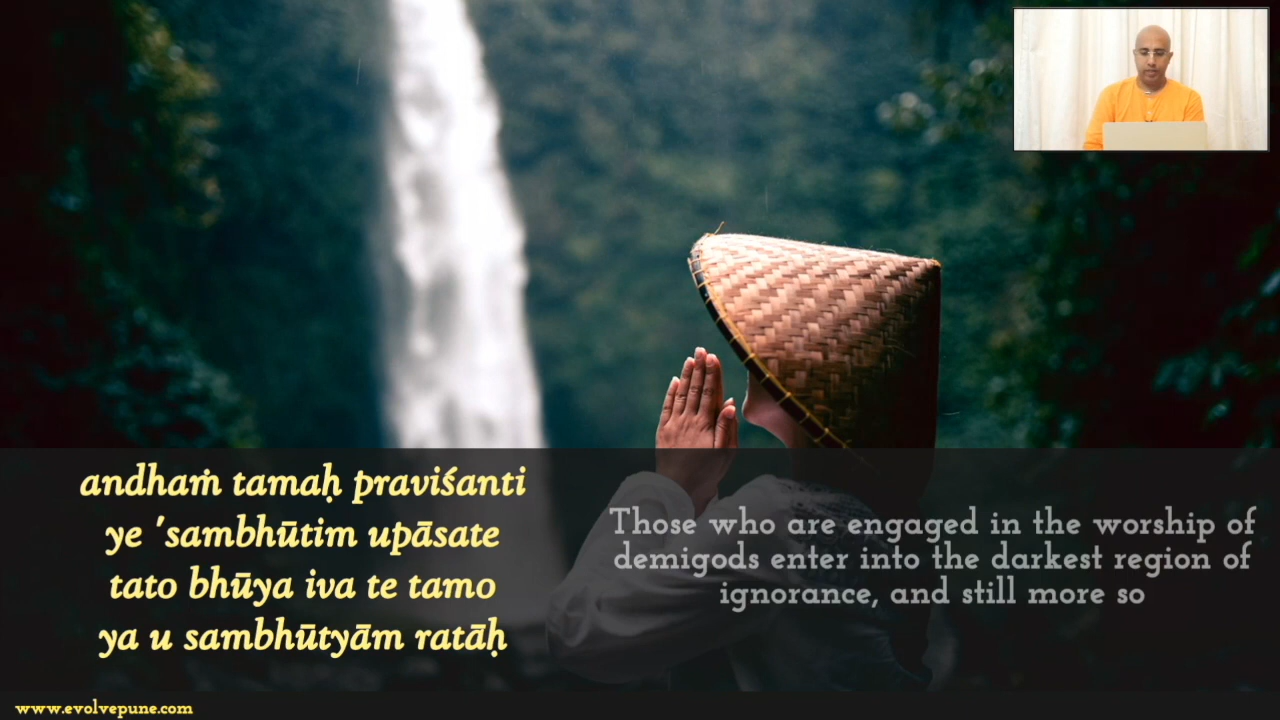 andhaṁ tamaḥ praviśanti
ye 'sambhūtim upāsate
tato bhūya iva te tamo
ya u sambhūtyām ratāḥ
Those who are engaged in the worship of
demigods enter into the darkest region of
ignorance, and still more so
www.evolvepune.com